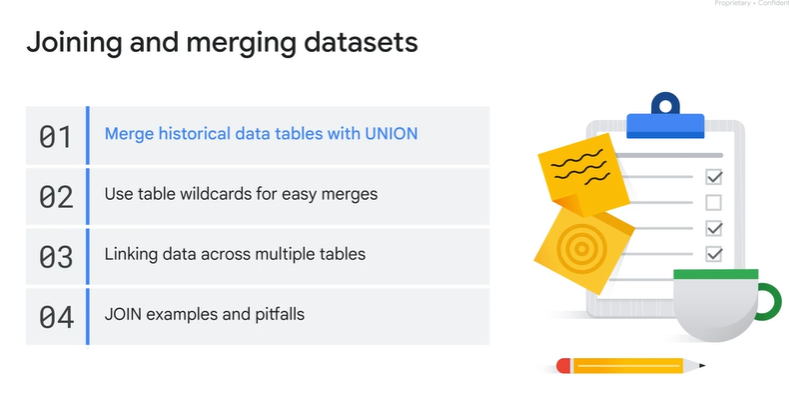 Proprietary + Confident
Joining and merging datasets
01 Merge historical data tables with UNION
02 Use table wildcards for easy merges
03 Linking data across multiple tables
04 JOIN examples and pitfalls